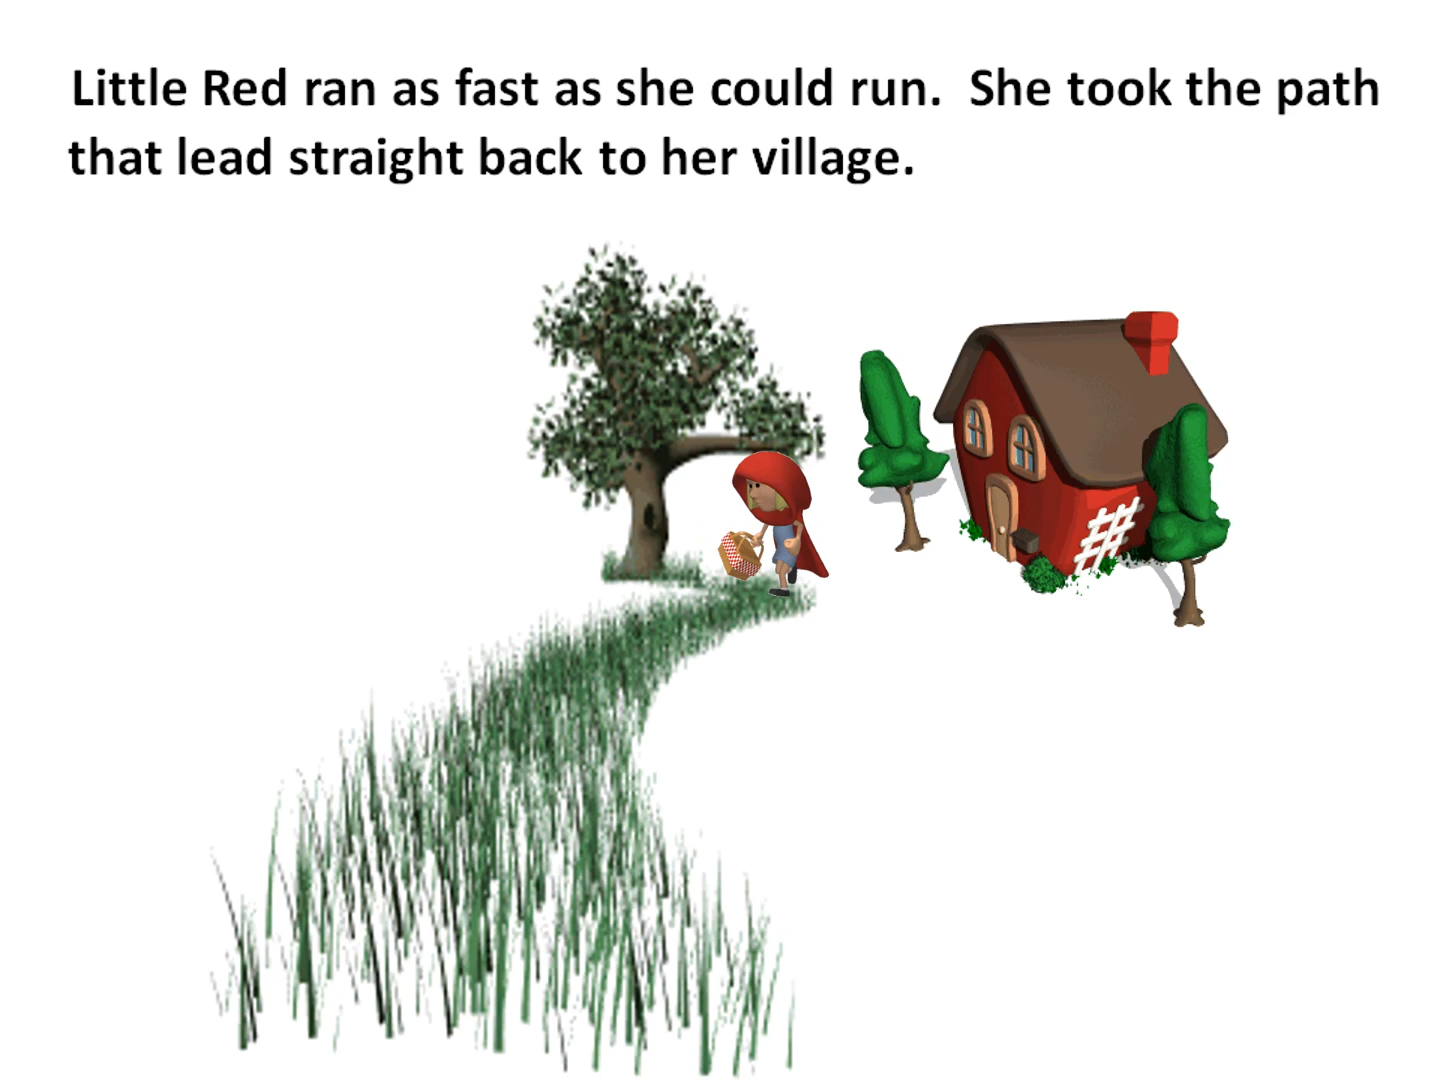 Little Red ran as fast as she could run.  She took the path
that lead straight back to her village.